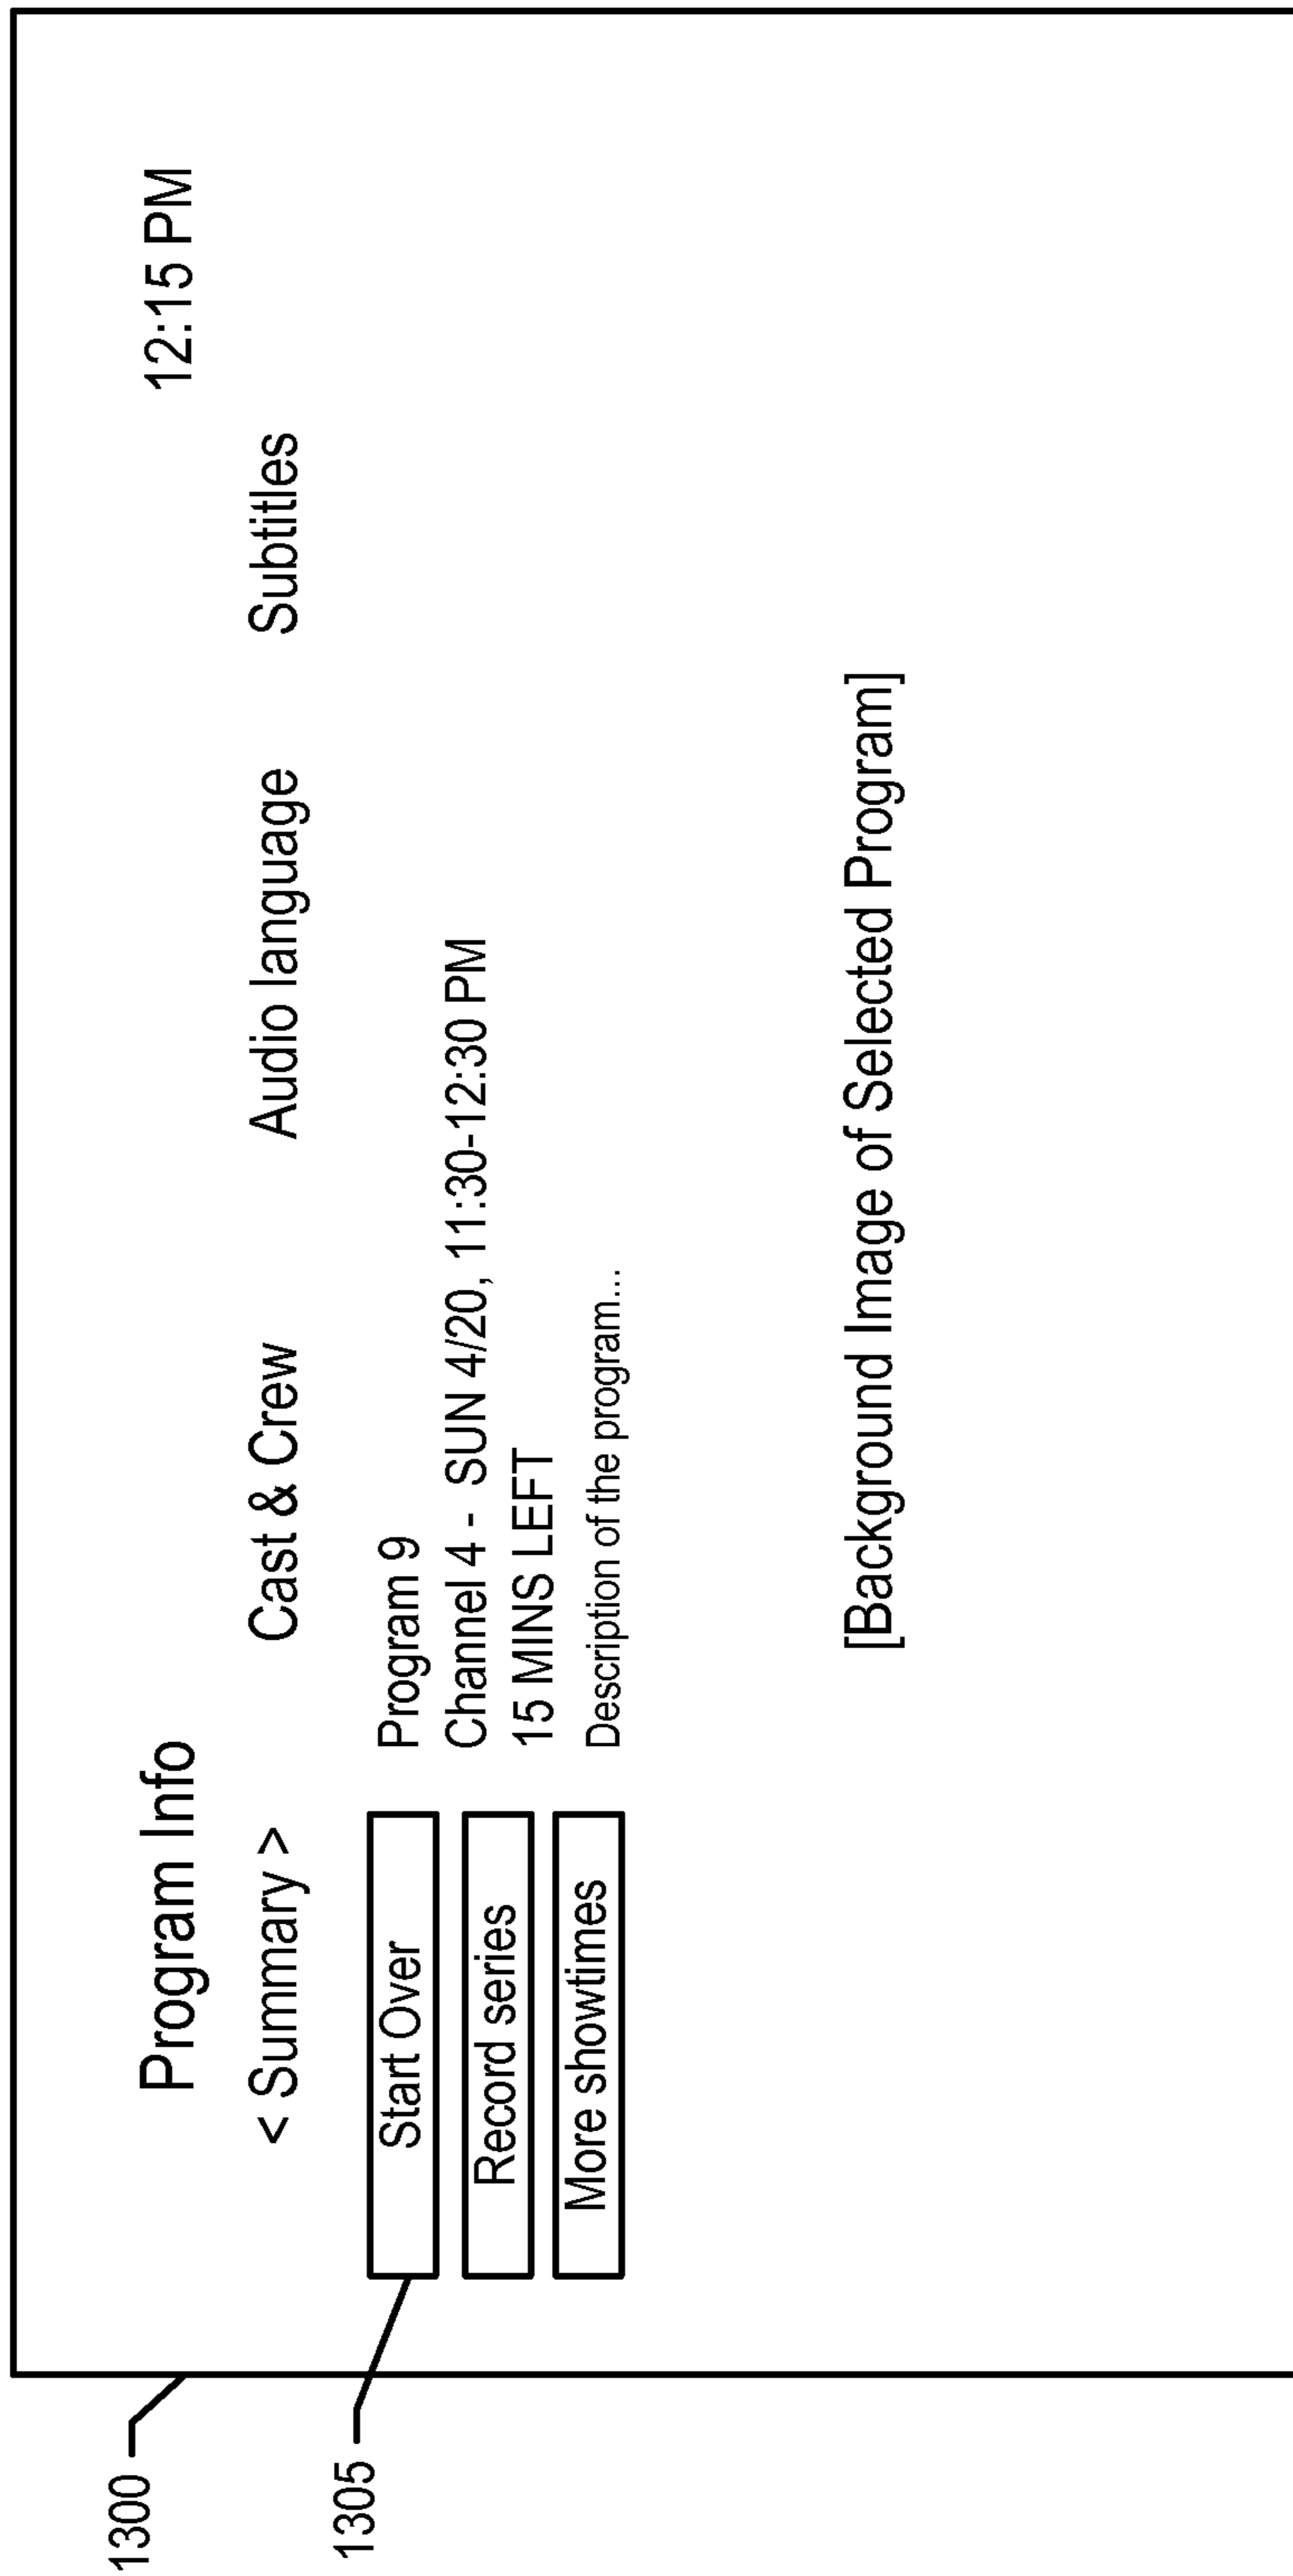 1300
Program Info
12:15 PM
< Summary >
Cast & Crew
Audio language
Subtitles
1305
Start Over
Record series
More showtimes
Program 9
Channel 4 - SUN 4/20, 11:30-12:30 PM
15 MINS LEFT
Description of the program...
[Background Image of Selected Program]